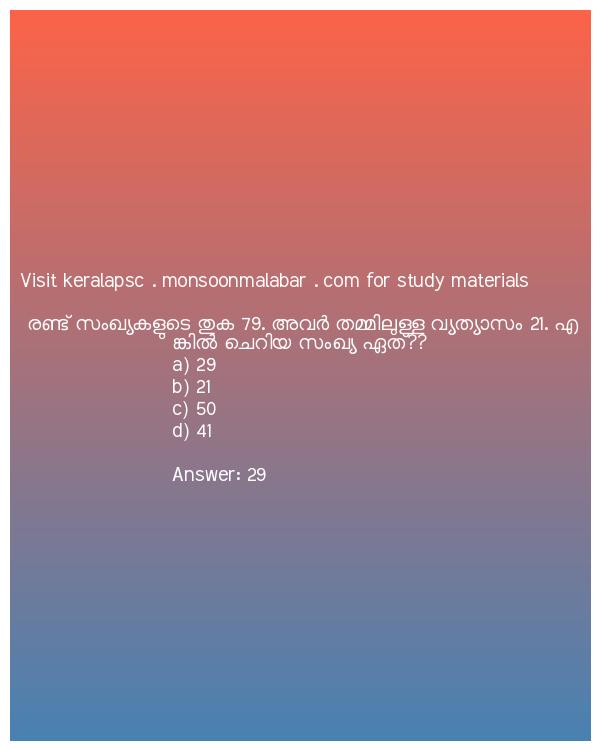 Visit keralapsc . monsoonmalabar . com for study materials
രണ്ട് സംഖ്യകളുടെ തുക 79. അവർ തമ്മിലുള്ള വ്യത്യാസം 21. എ
ങ്കിൽ ചെറിയ സംഖ്യ ഏത്??
a) 29
b) 21
c) 50
d) 41
Answer: 29